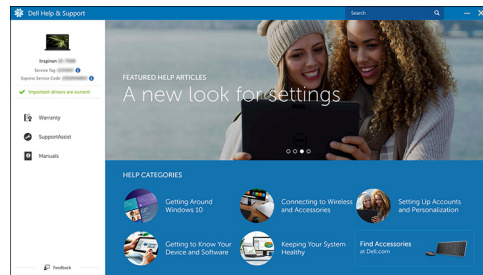 Dell Help & Support
Search
Inspiron
Service Tag
Express Service Code
Important drivers are current
Warranty
SupportAssist
Manuals
Feedback
FEATURED HELP ARTICLES
A new look for settings
HELP CATEGORIES
Getting Around
Windows 10
Connecting to Wireless
and Accessories
Setting Up Accounts
and Personalization
Getting to Know Your
Device and Software
Keeping Your System
Healthy
Find Accessories
at Dell.com